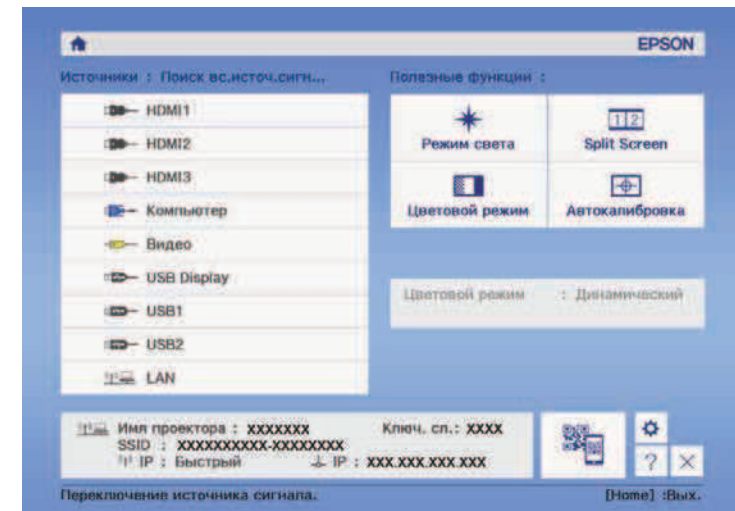 EPSON
Источники : Поиск вс.источ.сигн...
Полезные функции :
HDMI1
HDMI2
HDMI3
Компьютер
Видео
USB Display
USB1
USB2
LAN
Режим света
1 2
Split Screen
Цветовой режим
Автокалибровка
Цветовой режим : Динамический
Имя проектора : XXXXXXX Ключ. сл.: XXXX
SSID : XXXXXXXXXX-XXXXXXXX
IP : Быстрый IP : XXX.XXX.XXX.XXX
?
Переключение источника сигнала.
[Home] :Вых.